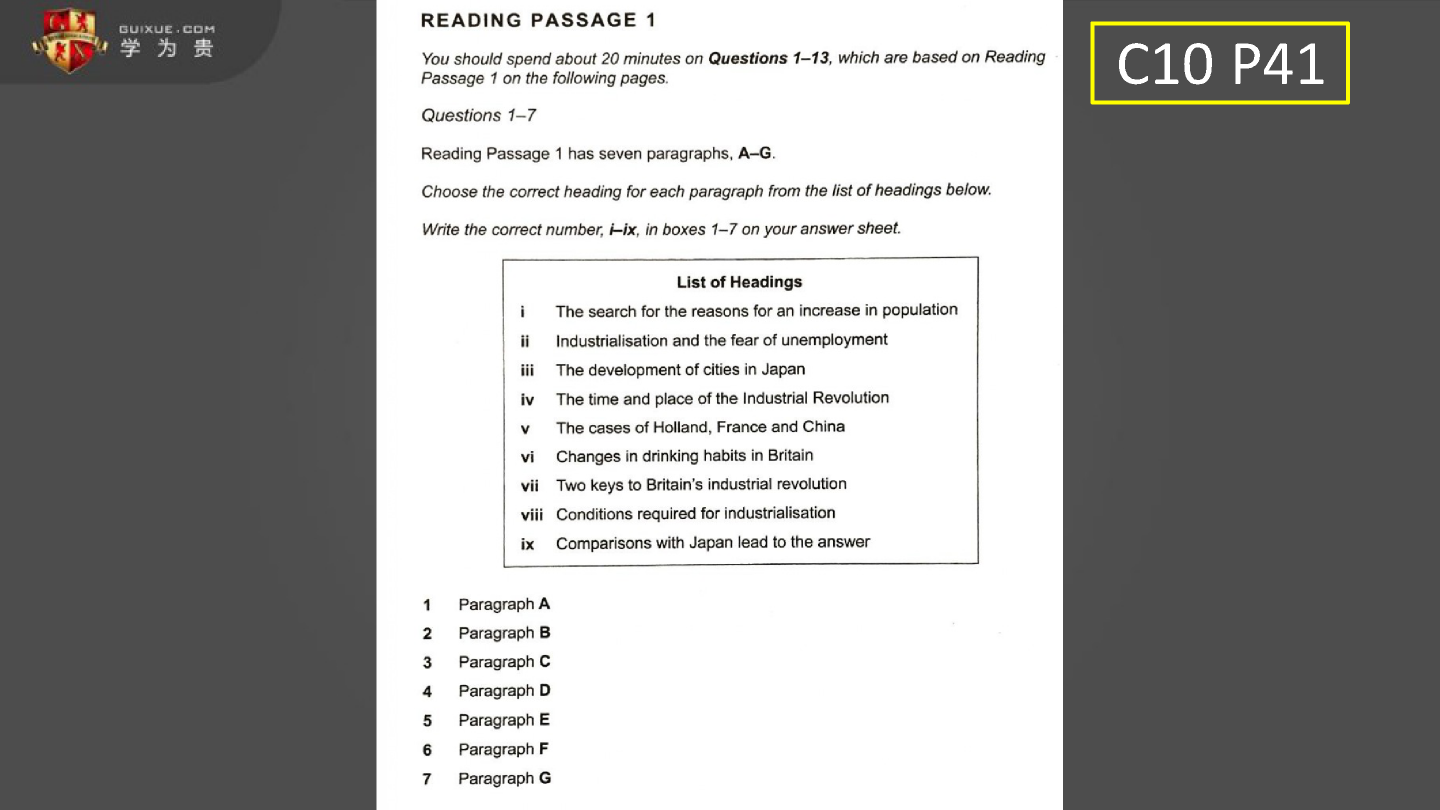 GUIXUE.COM
学为贵
C10 P41
READING PASSAGE 1
You should spend about 20 minutes on Questions 1–13, which are based on Reading
Passage 1 on the following pages.
Questions 1–7
Reading Passage 1 has seven paragraphs, A–G.
Choose the correct heading for each paragraph from the list of headings below.
Write the correct number, i–ix, in boxes 1–7 on your answer sheet.
List of Headings
i The search for the reasons for an increase in population
ii Industrialisation and the fear of unemployment
iii The development of cities in Japan
iv The time and place of the Industrial Revolution
v The cases of Holland, France and China
vi Changes in drinking habits in Britain
vii Two keys to Britain's industrial revolution
viii Conditions required for industrialisation
ix Comparisons with Japan lead to the answer
1 Paragraph A
2 Paragraph B
3 Paragraph C
4 Paragraph D
5 Paragraph E
6 Paragraph F
7 Paragraph G